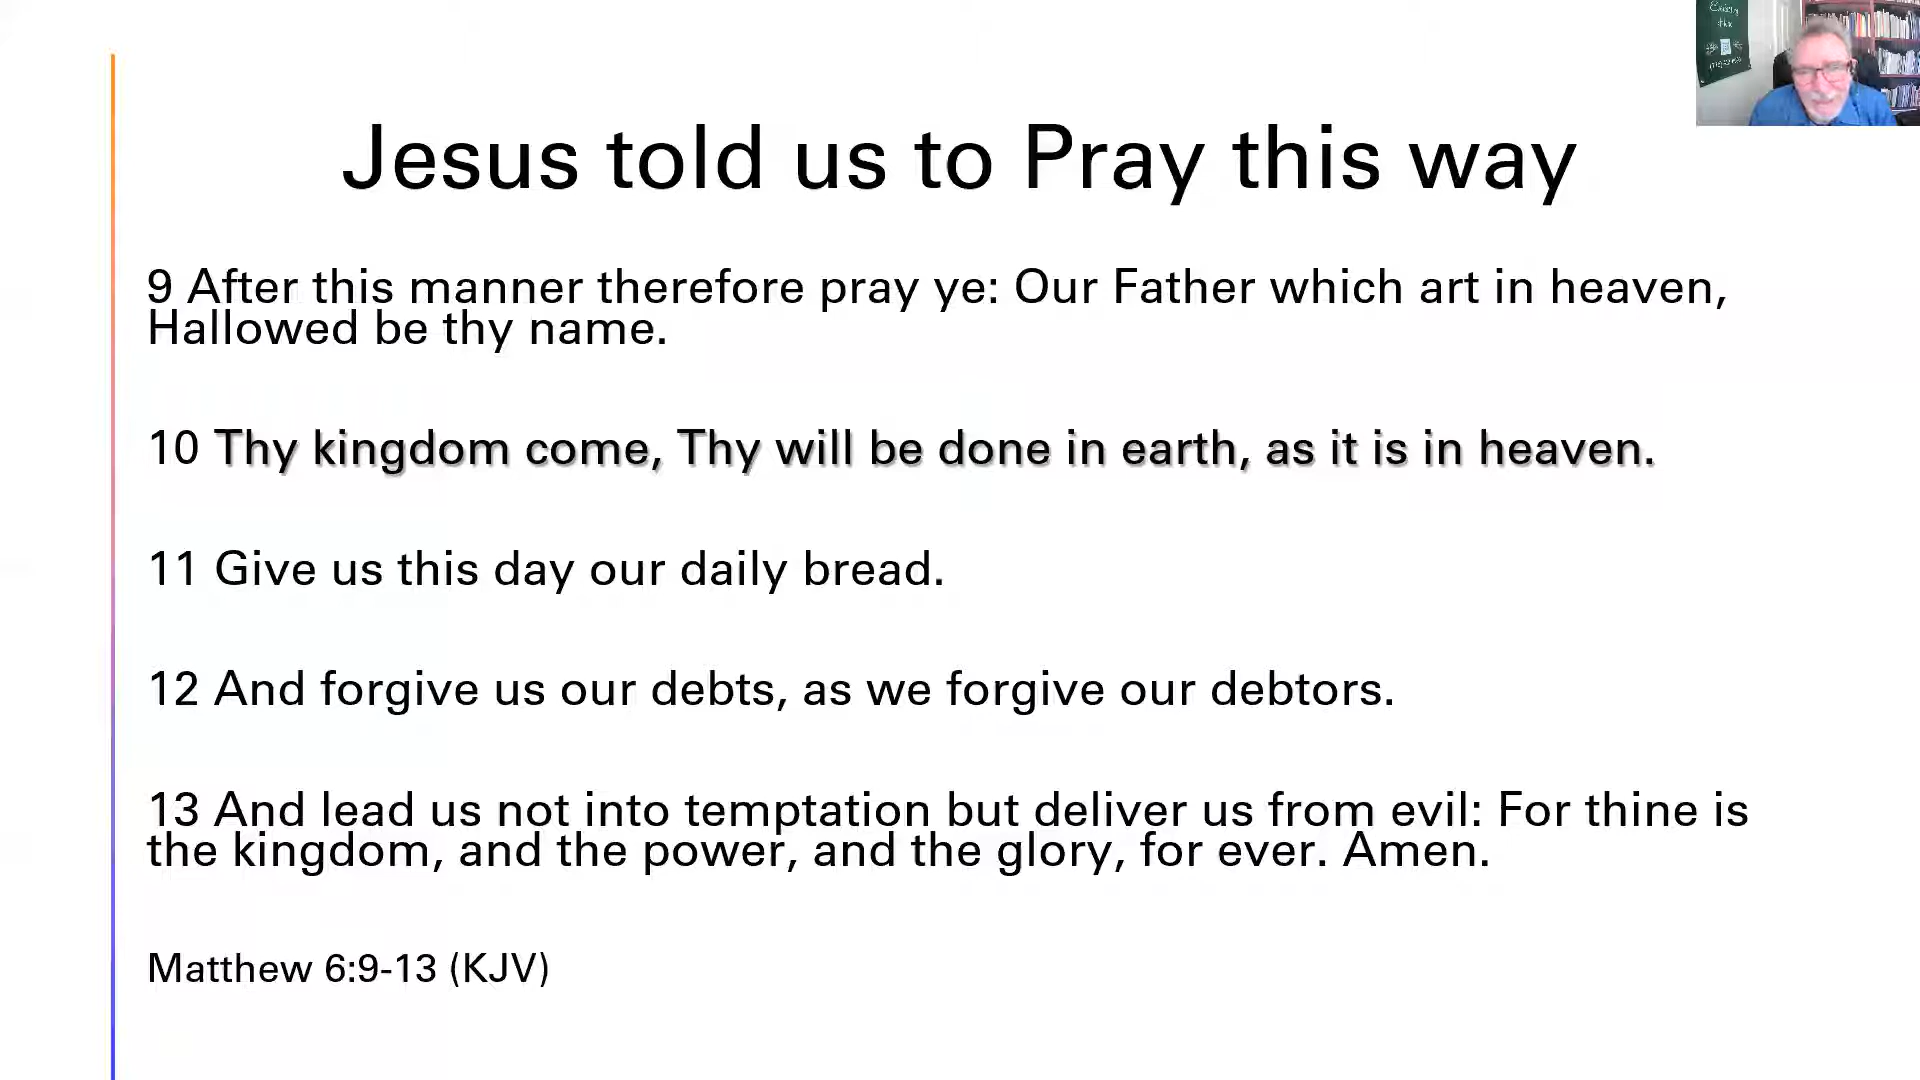 Jesus told us to Pray this way
9 After this manner therefore pray ye: Our Father which art in heaven,
Hallowed be thy name.
10 Thy kingdom come, Thy will be done in earth, as it is in heaven.
11 Give us this day our daily bread.
12 And forgive us our debts, as we forgive our debtors.
13 And lead us not into temptation but deliver us from evil: For thine is
the kingdom, and the power, and the glory, for ever. Amen.
Matthew 6:9-13 (KJV)